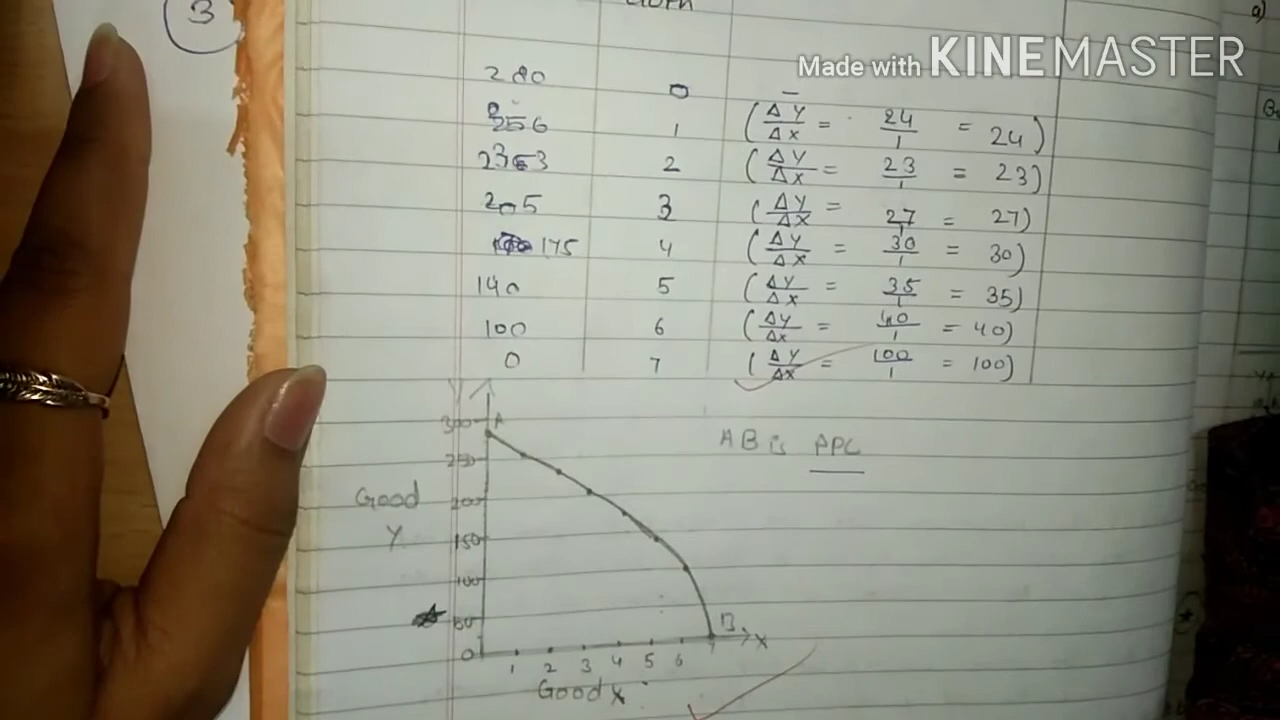 3
a)
Made with KINEMASTER
280 0 –
256 1 (ΔY/ΔX = 24/1 = 24)
2 (ΔY/ΔX = 23/1 = 23)
205 3 (ΔY/ΔX = 27/1 = 27)
175 4 (ΔY/ΔX = 30/1 = 30)
140 5 (ΔY/ΔX = 35/1 = 35)
100 6 (ΔY/ΔX = 40/1 = 40)
0 7 (ΔY/ΔX = 100/1 = 100)
Y
300 A
AB is PPC
250
Good
Y
200
150
100
50
B
0 1 2 3 4 5 6 7 X
Good X